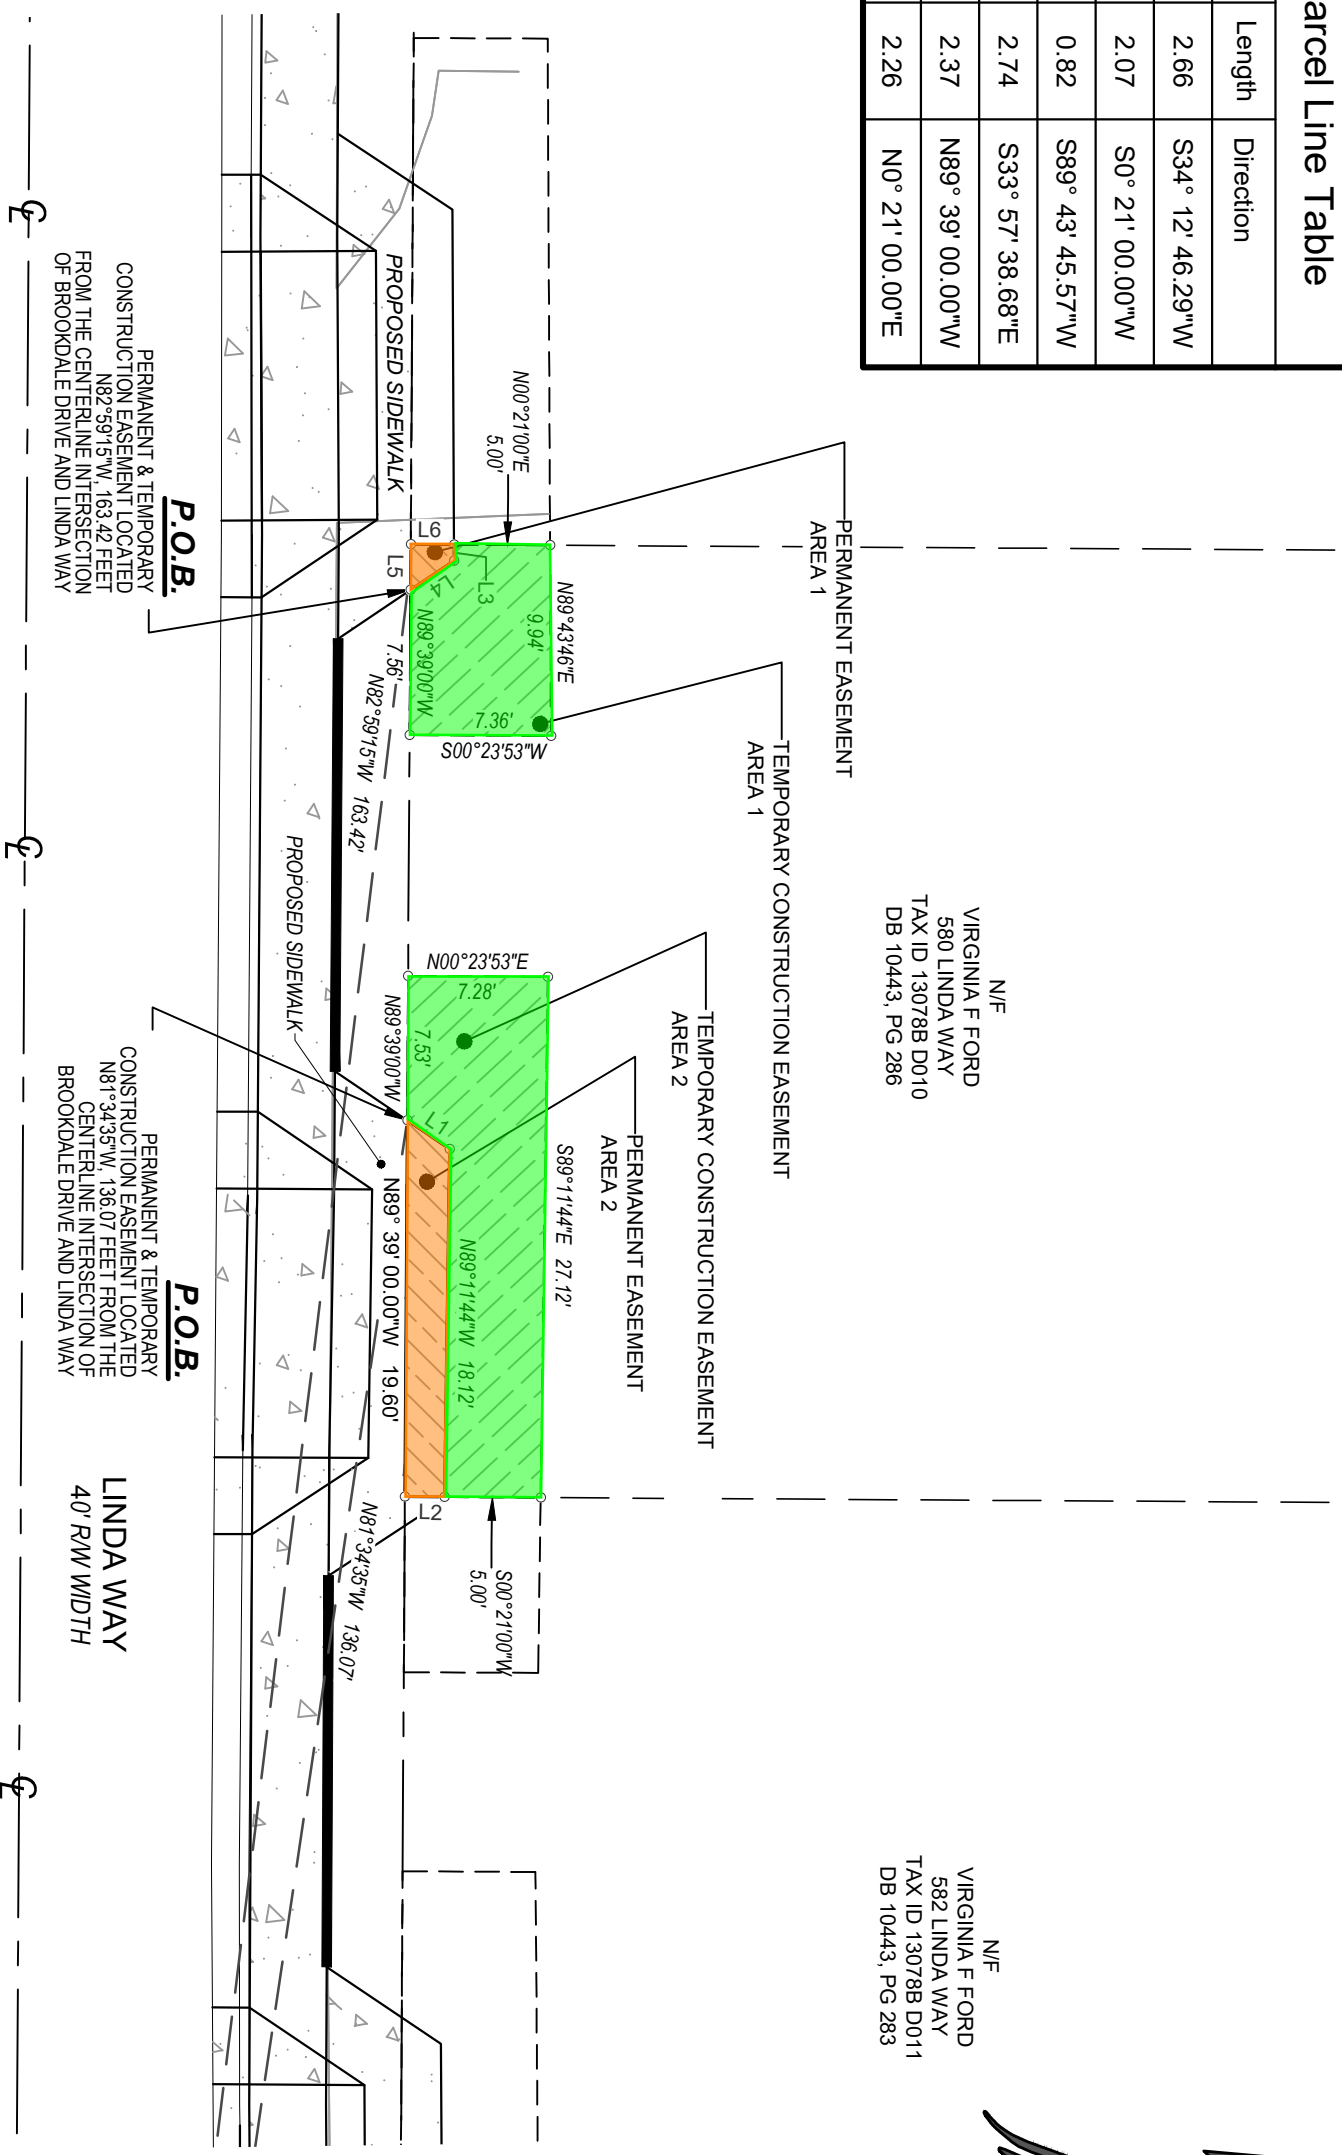 arcel Line Table
Length Direction
2.66 S34° 12' 46.29"W
2.07 S0° 21' 00.00"W
0.82 S89° 43' 45.57"W
2.74 S33° 57' 38.68"E
2.37 N89° 39' 00.00"W
2.26 N0° 21' 00.00"E
N/F
VIRGINIA F FORD
580 LINDA WAY
TAX ID 13078B D010
DB 10443, PG 286
N/F
VIRGINIA F FORD
582 LINDA WAY
TAX ID 13078B D011
DB 10443, PG 283
PERMANENT EASEMENT
AREA 1
TEMPORARY CONSTRUCTION EASEMENT
AREA 1
TEMPORARY CONSTRUCTION EASEMENT
AREA 2
PERMANENT EASEMENT
AREA 2
N00°21'00"E
5.00'
N89°43'46"E
9.94'
L6
L3
L5
N89°39'00"W
7.56'
7.36'
S00°23'53"W
N82°59'15"W 163.42'
N00°23'53"E
7.28'
7.53'
N89°39'00"W
L1
S89°11'44"E 27.12'
N89°11'44"W 18.12'
N89° 39' 00.00"W 19.60'
L2
S00°21'00"W
5.00'
N81°34'35"W 136.07'
PROPOSED SIDEWALK
PROPOSED SIDEWALK
P.O.B.
PERMANENT & TEMPORARY
CONSTRUCTION EASEMENT LOCATED
N82°59'15"W, 163.42 FEET
FROM THE CENTERLINE INTERSECTION
OF BROOKDALE DRIVE AND LINDA WAY
P.O.B.
PERMANENT & TEMPORARY
CONSTRUCTION EASEMENT LOCATED
N81°34'35"W, 136.07 FEET FROM THE
CENTERLINE INTERSECTION OF
BROOKDALE DRIVE AND LINDA WAY
LINDA WAY
40' R/W WIDTH
℄
℄
℄